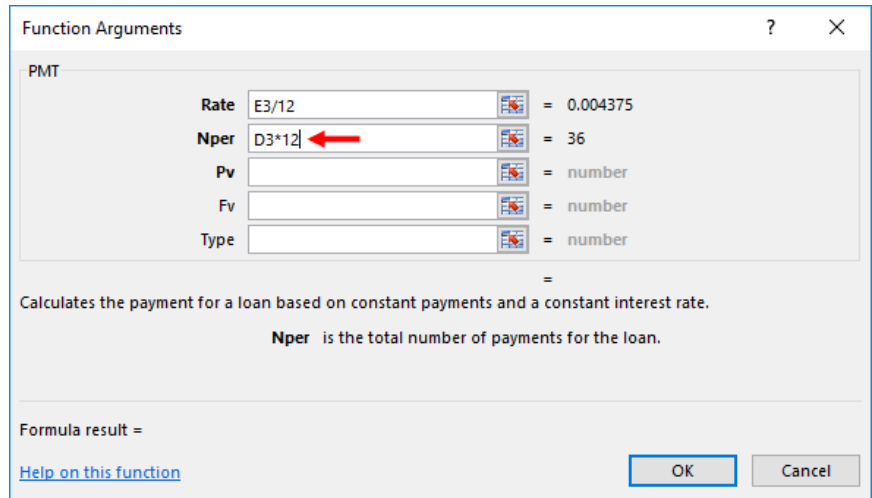 Function Arguments ? ×
PMT
Rate E3/12 = 0.004375
Nper D3*12 = 36
Pv = number
Fv = number
Type = number
=
Calculates the payment for a loan based on constant payments and a constant interest rate.
Nper is the total number of payments for the loan.
Formula result =
Help on this function OK Cancel